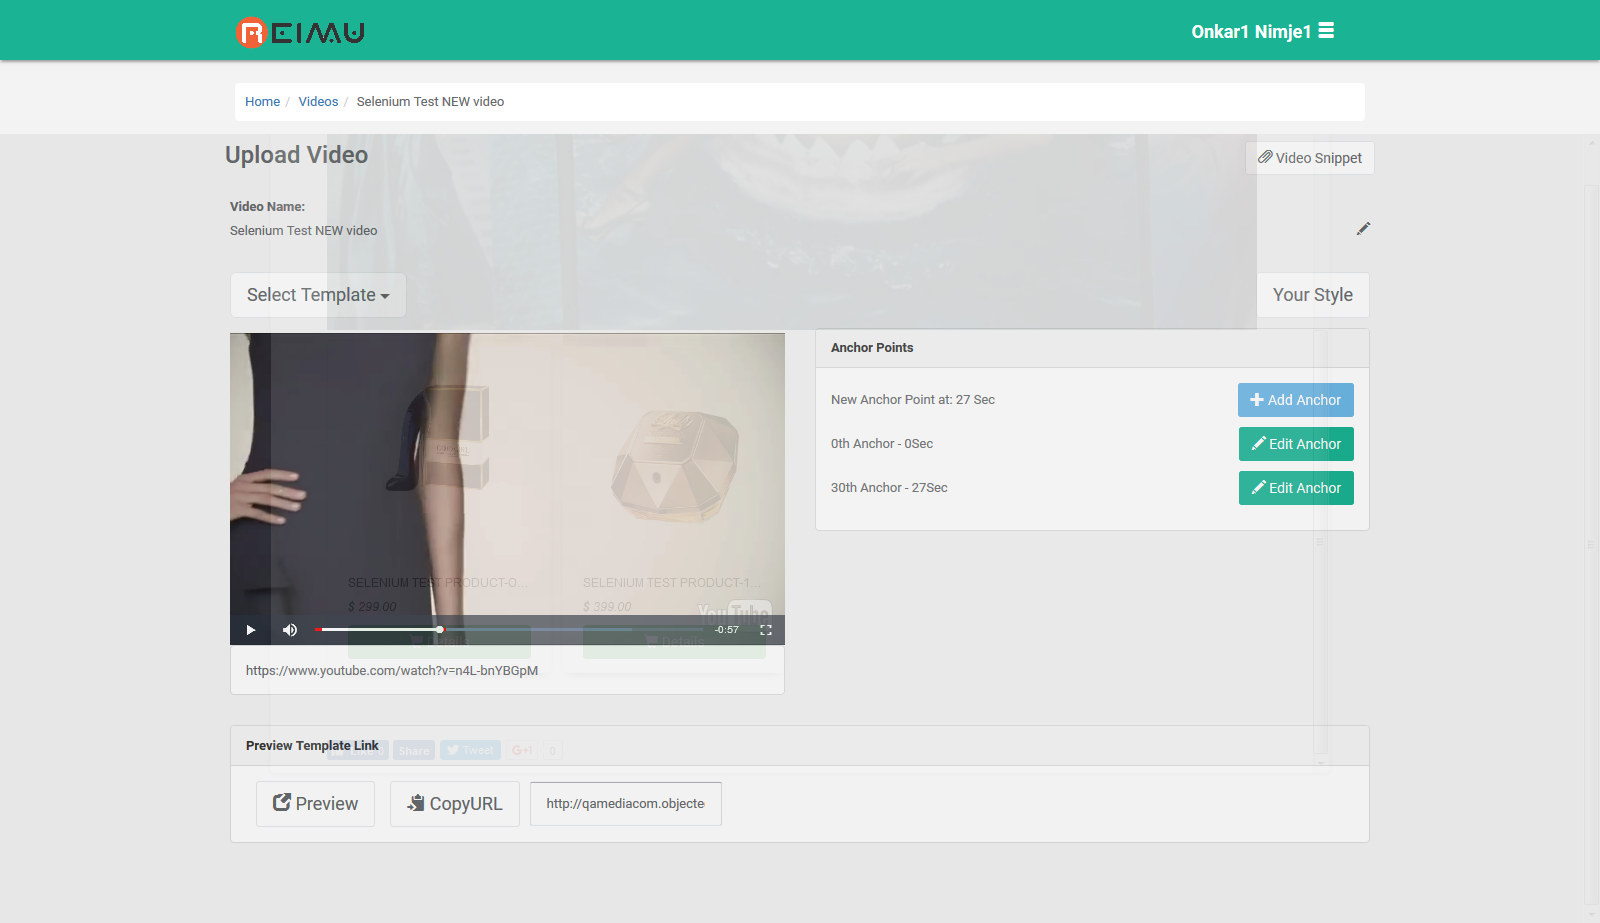 REIMU
Onkar1 Nimje1
Home / Videos / Selenium Test NEW video
Upload Video
Video Snippet
Video Name:
Selenium Test NEW video
Select Template
Your Style
Anchor Points
New Anchor Point at: 27 Sec
Add Anchor
0th Anchor - 0Sec
Edit Anchor
30th Anchor - 27Sec
Edit Anchor
SELENIUM TEST PRODUCT-O...
SELENIUM TEST PRODUCT-1...
$ 299.00
$ 399.00
YouTube
-0:57
Details
Details
https://www.youtube.com/watch?v=n4L-bnYBGpM
Preview Template Link
Share
Tweet
G+1
0
Preview
CopyURL
http://qamediacom.objecte